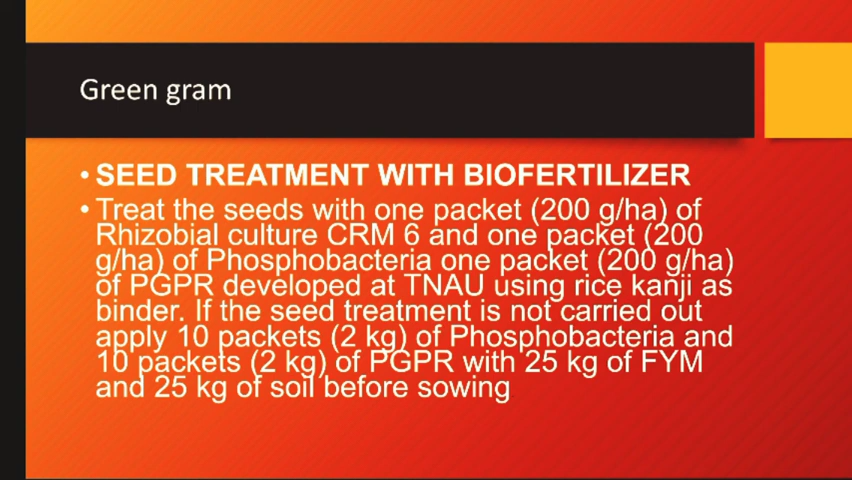 Green gram
• SEED TREATMENT WITH BIOFERTILIZER
• Treat the seeds with one packet (200 g/ha) of
Rhizobial culture CRM 6 and one packet (200
g/ha) of Phosphobacteria one packet (200 g/ha)
of PGPR developed at TNAU using rice kanji as
binder. If the seed treatment is not carried out
apply 10 packets (2 kg) of Phosphobacteria and
10 packets (2 kg) of PGPR with 25 kg of FYM
and 25 kg of soil before sowing